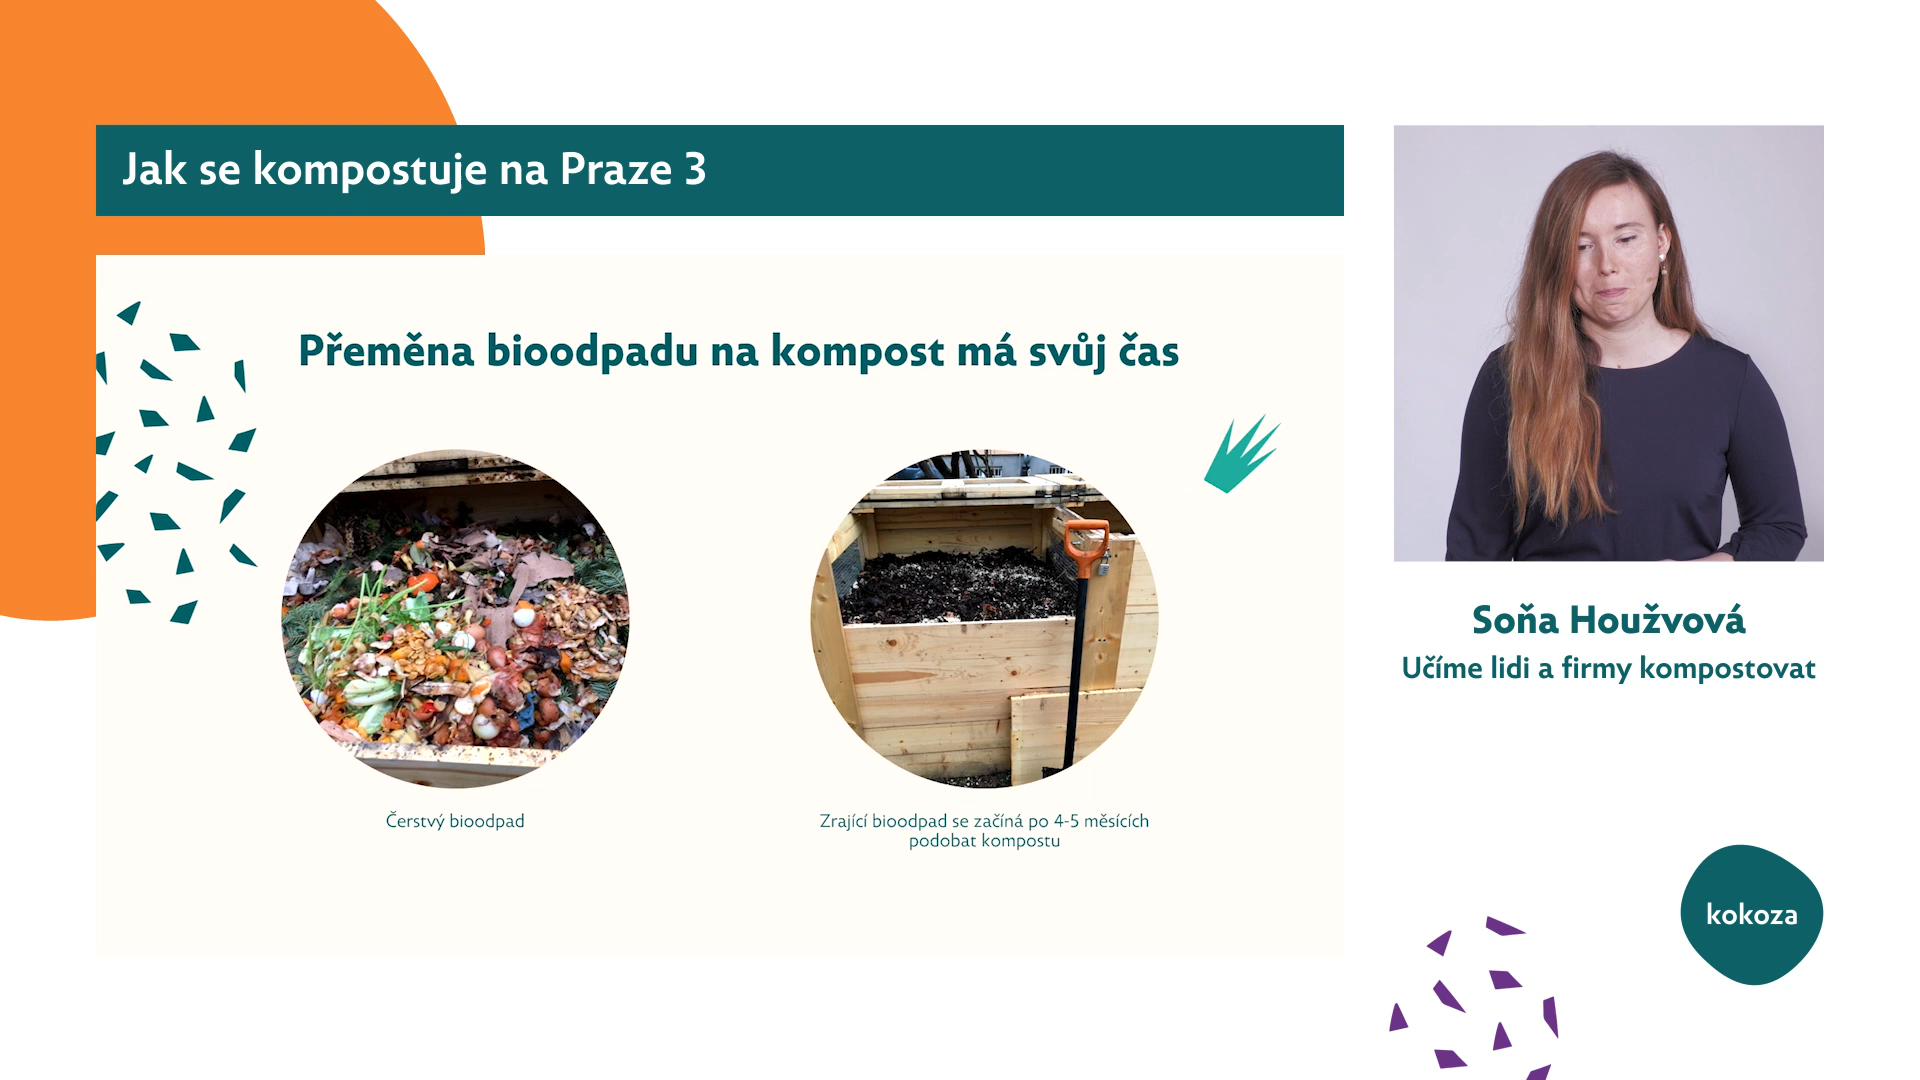 Jak se kompostuje na Praze 3
Přeměna bioodpadu na kompost má svůj čas
Čerstvý bioodpad
Zrající bioodpad se začíná po 4-5 měsících
podobat kompostu
Soňa Houžvová
Učíme lidi a firmy kompostovat
kokoza